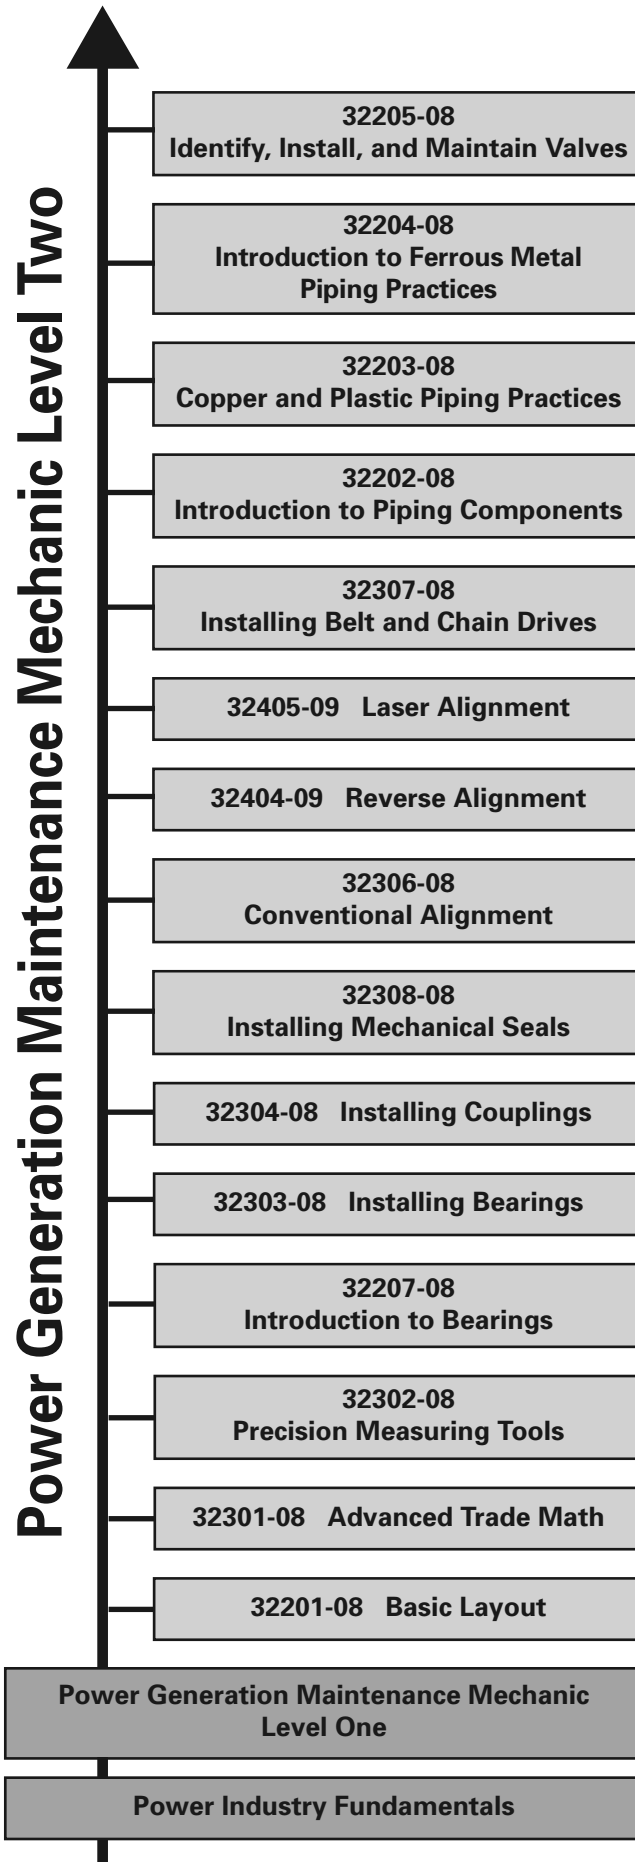 Power Generation Maintenance Mechanic Level Two
32205-08
Identify, Install, and Maintain Valves
32204-08
Introduction to Ferrous Metal
Piping Practices
32203-08
Copper and Plastic Piping Practices
32202-08
Introduction to Piping Components
32307-08
Installing Belt and Chain Drives
32405-09 Laser Alignment
32404-09 Reverse Alignment
32306-08
Conventional Alignment
32308-08
Installing Mechanical Seals
32304-08 Installing Couplings
32303-08 Installing Bearings
32207-08
Introduction to Bearings
32302-08
Precision Measuring Tools
32301-08 Advanced Trade Math
32201-08 Basic Layout
Power Generation Maintenance Mechanic
Level One
Power Industry Fundamentals